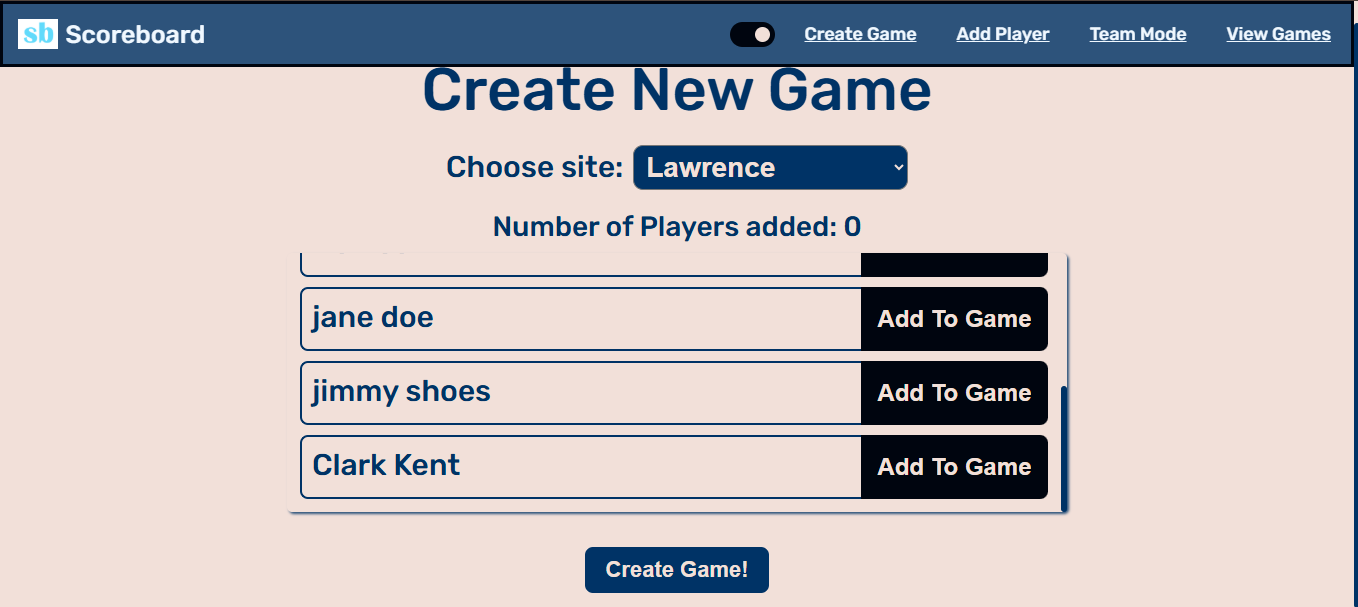 sb Scoreboard Create Game Add Player Team Mode View Games
Create New Game
Choose site: Lawrence
Number of Players added: 0
jane doe Add To Game
jimmy shoes Add To Game
Clark Kent Add To Game
Create Game!